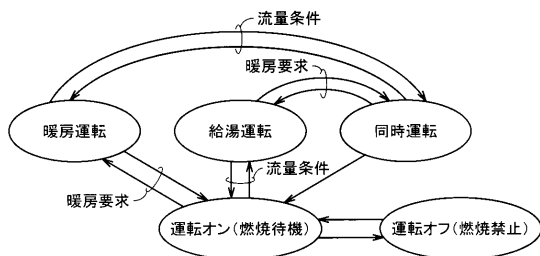 流量条件
暖房要求
暖房運転
給湯運転
同時運転
流量条件
暖房要求
運転オン(燃焼待機)
運転オフ(燃焼禁止)